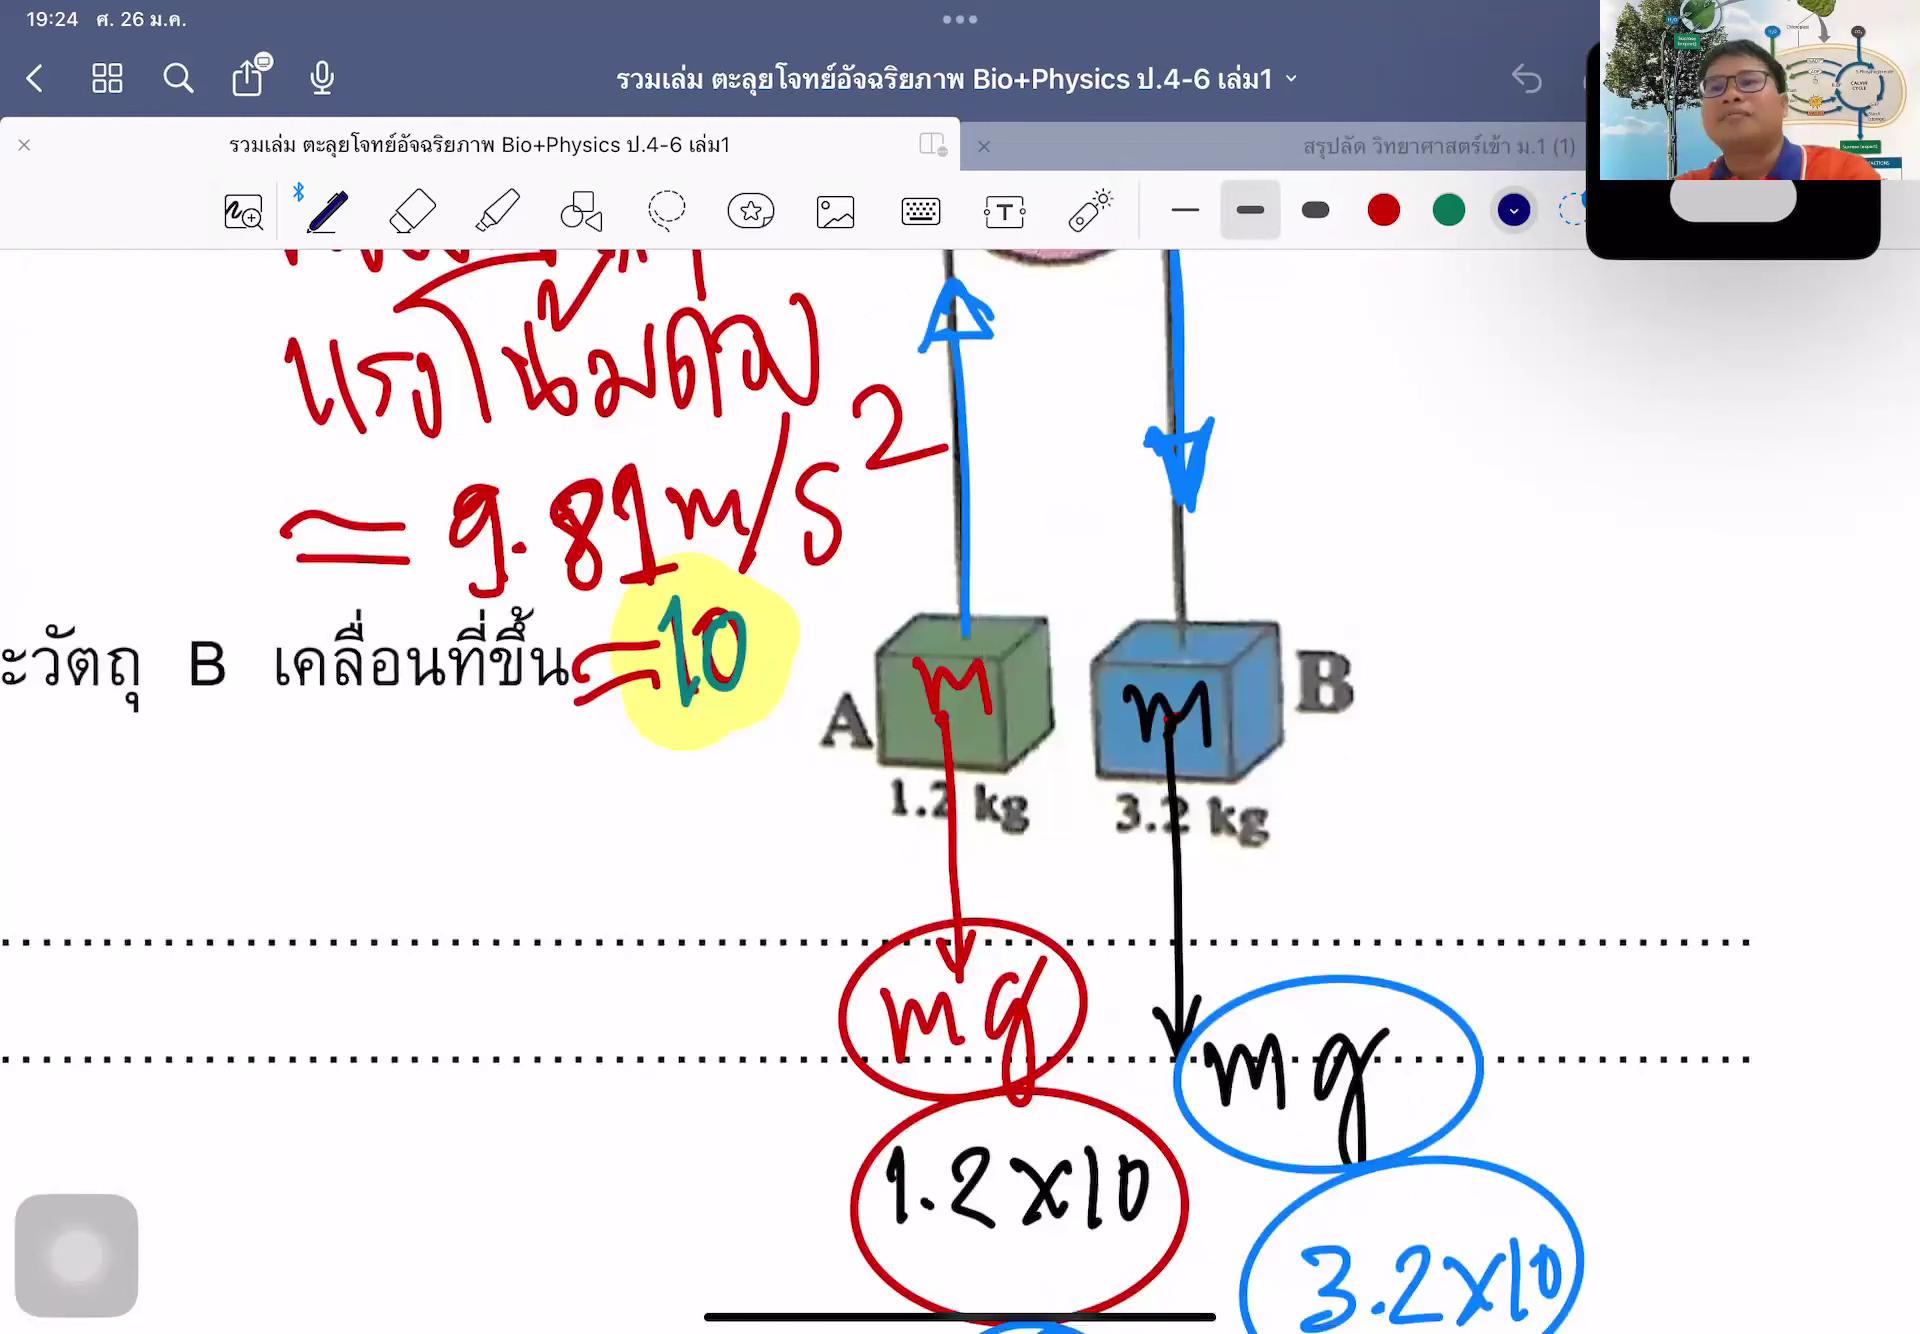 19:24 ศ. 26 ม.ค.
รวมเล่ม ตะลุยโจทย์อัจฉริยภาพ Bio+Physics ป.4-6 เล่ม1
รวมเล่ม ตะลุยโจทย์อัจฉริยภาพ Bio+Physics ป.4-6 เล่ม1
สรุปลัด วิทยาศาสตร์เข้า ม.1 (1)
แรงโน้มถ่วง
≃ 9.81 m/s²
ะวัตถุ B เคลื่อนที่ขึ้น
≃ 10
m
m
A
B
1.2 kg
3.2 kg
mg
mg
1.2×10
3.2×10